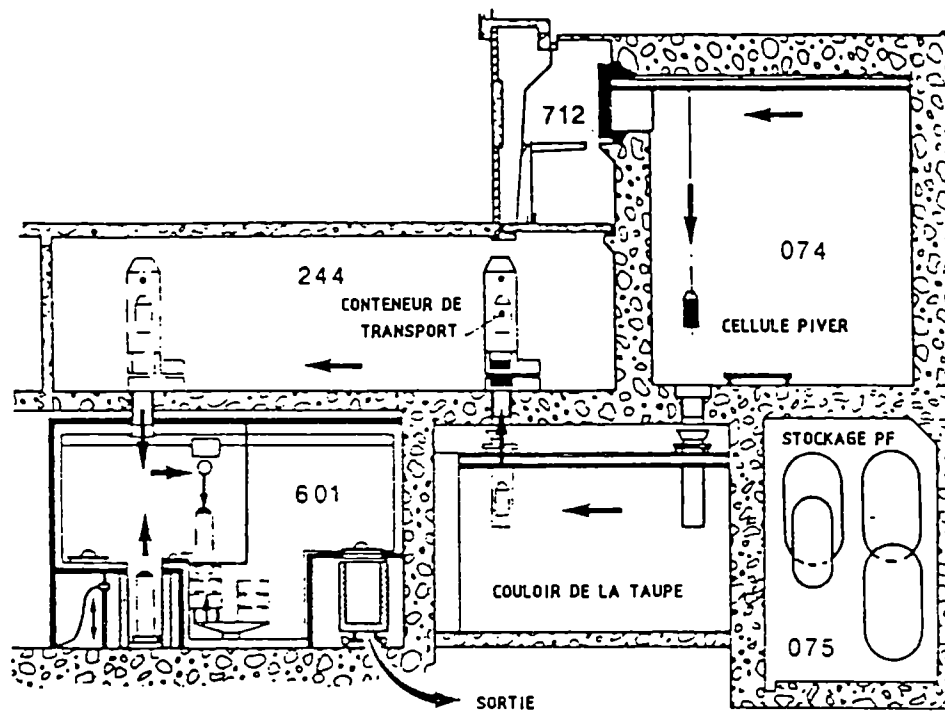 712
074
244
CONTENEUR DE
TRANSPORT
CELLULE PIVER
STOCKAGE PF
601
COULOIR DE LA TAUPE
075
SORTIE